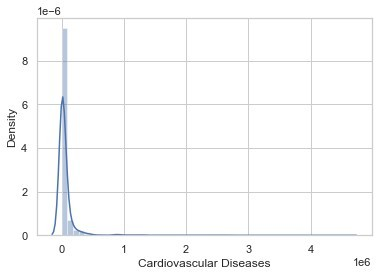 1e−6
8
6
4
2
0
Density
0 1 2 3 4
Cardiovascular Diseases
1e6